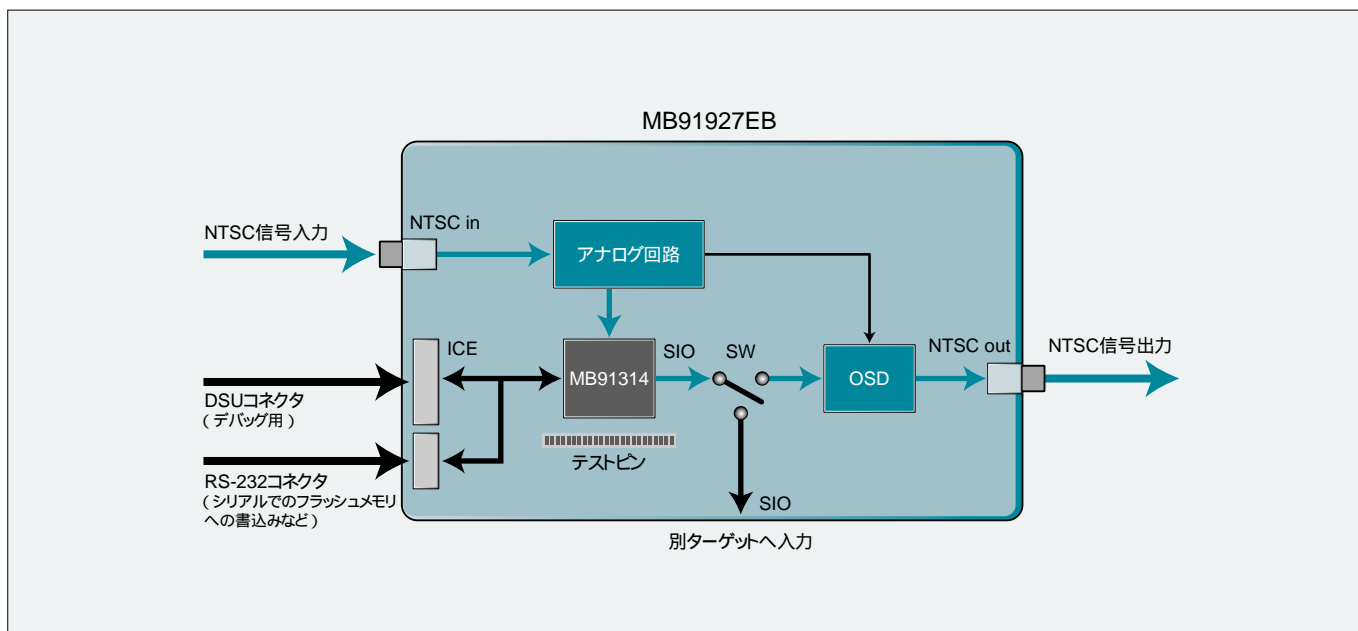 MB91927EB
NTSC信号入力
NTSC in
アナログ回路
ICE
MB91314
SIO
SW
OSD
NTSC out
NTSC信号出力
DSUコネクタ
(デバッグ用)
テストピン
RS-232コネクタ
(シリアルでのフラッシュメモリ
への書込みなど)
SIO
別ターゲットへ入力